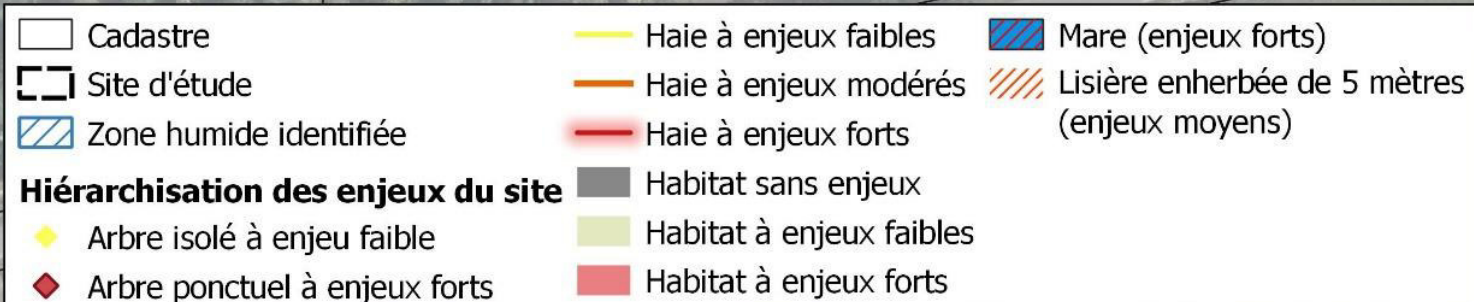 Cadastre
Site d'étude
Zone humide identifiée
Hiérarchisation des enjeux du site
Arbre isolé à enjeu faible
Arbre ponctuel à enjeux forts
Haie à enjeux faibles
Haie à enjeux modérés
Haie à enjeux forts
Habitat sans enjeux
Habitat à enjeux faibles
Habitat à enjeux forts
Mare (enjeux forts)
Lisière enherbée de 5 mètres
(enjeux moyens)